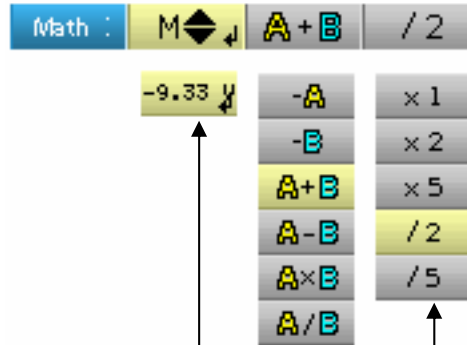 Math : M A+B /2
-9.33 V -A ×1
-B ×2
A+B ×5
A-B /2
A×B /5
A/B